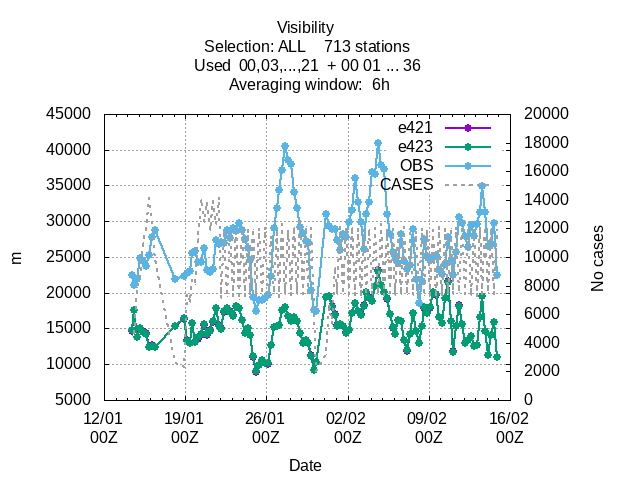 Visibility
Selection: ALL    713 stations
Used  00,03,...,21  + 00 01 ... 36
Averaging window:  6h
45000
40000
35000
30000
25000
20000
15000
10000
5000
m
20000
18000
16000
14000
12000
10000
8000
6000
4000
2000
0
No cases
e421
e423
OBS
CASES
12/01 19/01 26/01 02/02 09/02 16/02
00Z 00Z 00Z 00Z 00Z 00Z
Date